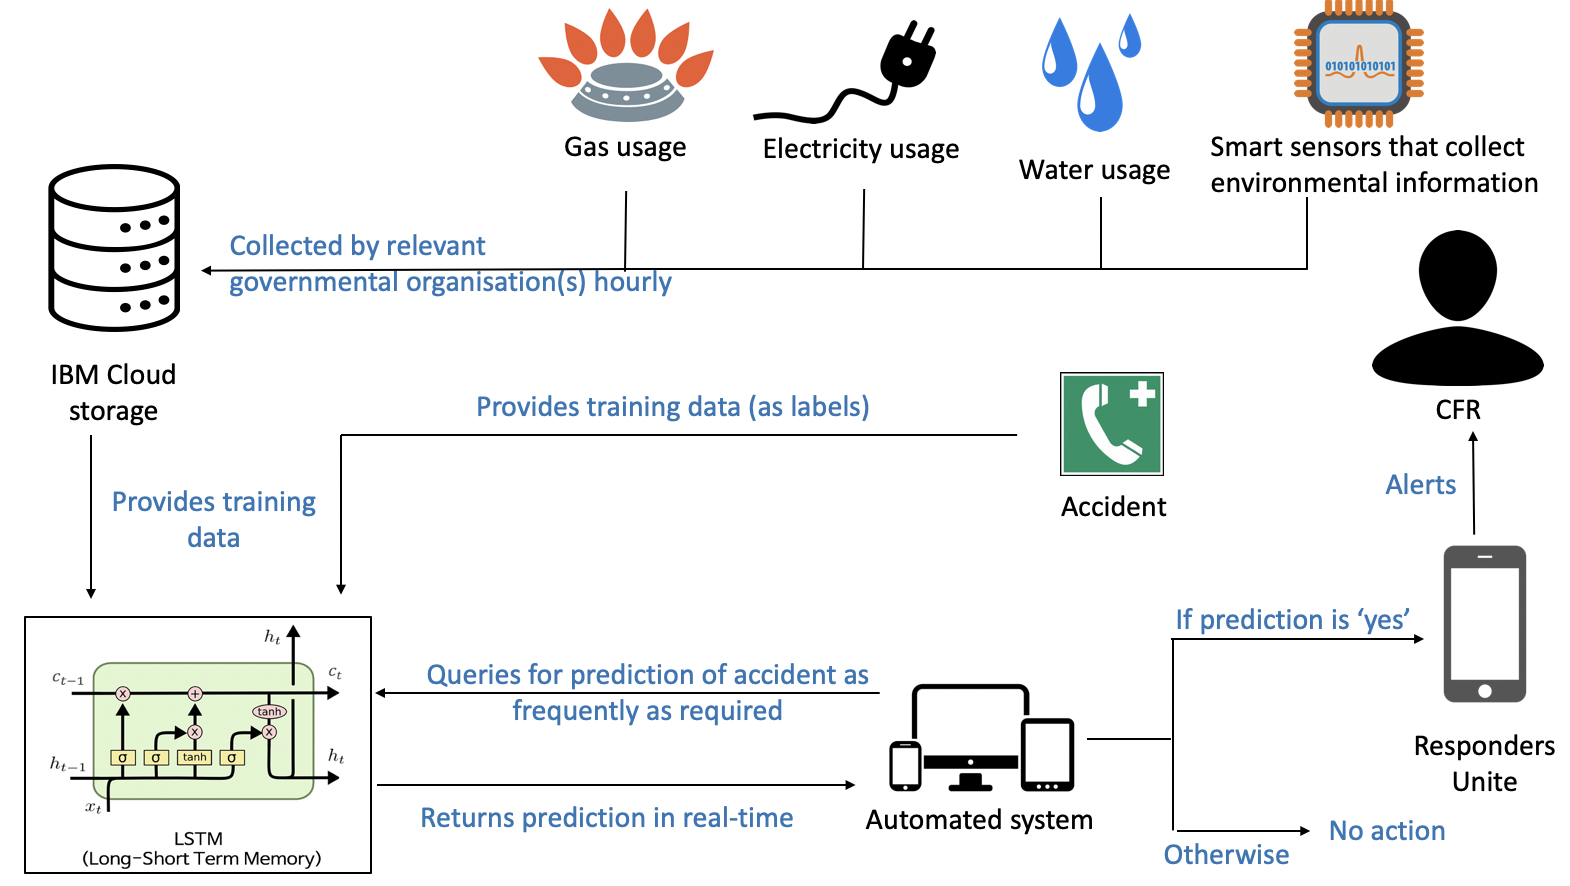 010101010101
Gas usage
Electricity usage
Water usage
Smart sensors that collect
environmental information
Collected by relevant
governmental organisation(s) hourly
IBM Cloud
storage
CFR
Provides training data (as labels)
Accident
Alerts
Provides training
data
If prediction is ‘yes’
Queries for prediction of accident as
frequently as required
Responders
Unite
Returns prediction in real-time
Automated system
No action
Otherwise
h_t
c_{t-1}
c_t
x
+
tanh
x
x
σ
σ
tanh
σ
h_{t-1}
h_t
x_t
LSTM
(Long-Short Term Memory)